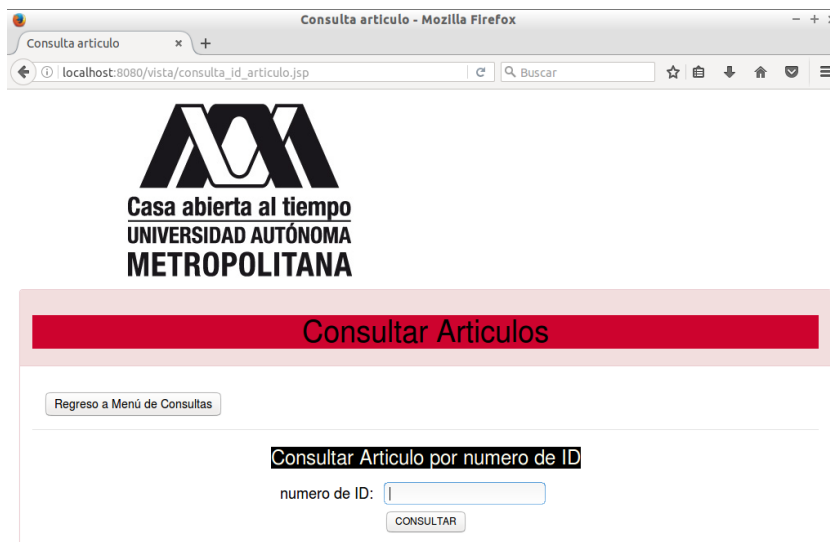 Consulta articulo - Mozilla Firefox
Consulta articulo
localhost:8080/vista/consulta_id_articulo.jsp
Buscar
Casa abierta al tiempo
UNIVERSIDAD AUTÓNOMA
METROPOLITANA
Consultar Articulos
Regreso a Menú de Consultas
Consultar Articulo por numero de ID
numero de ID:
CONSULTAR